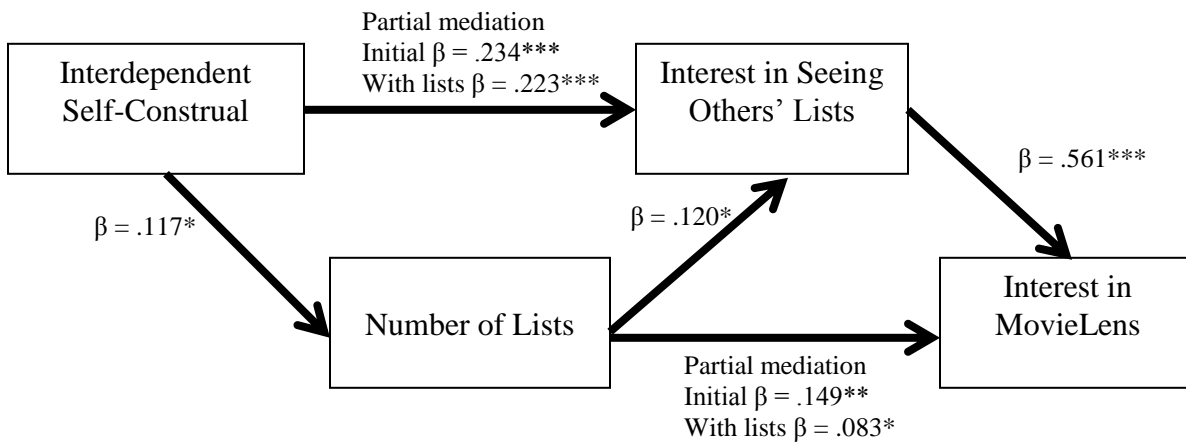 Partial mediation
Initial β = .234***
With lists β = .223***
Interdependent
Self-Construal
Interest in Seeing
Others’ Lists
β = .561***
β = .117*
β = .120*
Number of Lists
Interest in
MovieLens
Partial mediation
Initial β = .149**
With lists β = .083*